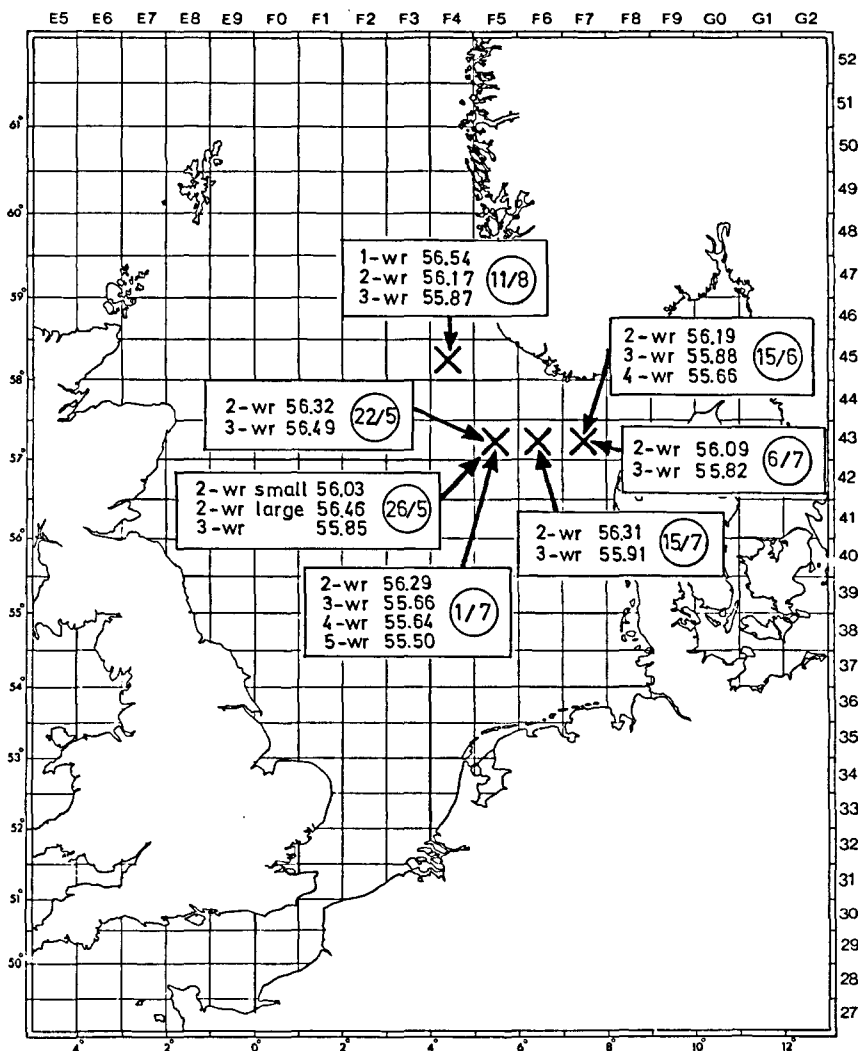 E5 E6 E7 E8 E9 F0 F1 F2 F3 F4 F5 F6 F7 F8 F9 G0 G1 G2
52
51
61°
50
49
60°
48
47
1-wr 56.54
2-wr 56.17
3-wr 55.87
11/8
59°
46
2-wr 56.19
3-wr 55.88
4-wr 55.66
15/6
45
58°
44
2-wr 56.32
3-wr 56.49
22/5
43
57°
2-wr 56.09
3-wr 55.82
6/7
42
2-wr small 56.03
2-wr large 56.46
3-wr 55.85
26/5
41
56°
2-wr 56.31
3-wr 55.91
15/7
40
39
2-wr 56.29
3-wr 55.66
4-wr 55.64
5-wr 55.50
1/7
55°
38
37
54°
36
35
53°
33
52°
32
31
51°
30
29
50°
28
27
4° 2° 0° 2° 4° 6° 8° 10° 12°